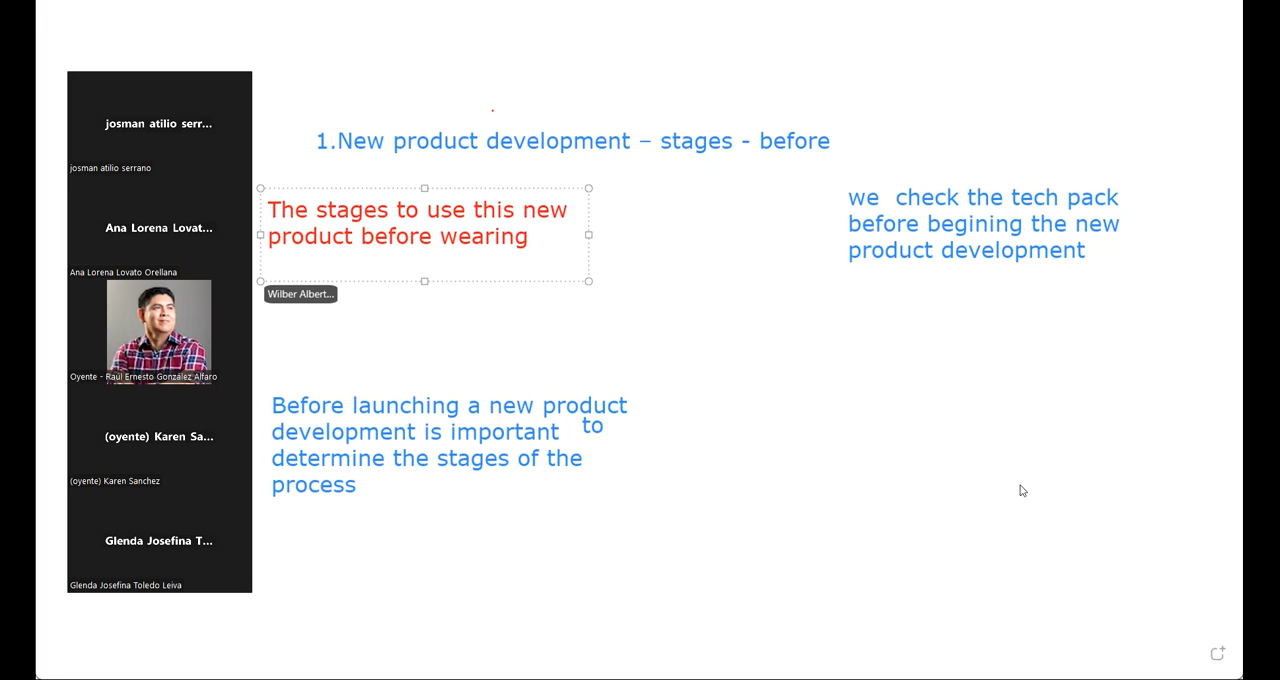 josman atilio serr...
josman atilio serrano
Ana Lorena Lovat...
Ana Lorena Lovato Orellana
Oyente - Raúl Ernesto González Alfaro
(oyente) Karen Sa...
(oyente) Karen Sanchez
Glenda Josefina T...
Glenda Josefina Toledo Leiva
1.New product development – stages - before
The stages to use this new
product before wearing
Wilber Albert...
we  check the tech pack
before begining the new
product development
Before launching a new product
development is important to
determine the stages of the
process